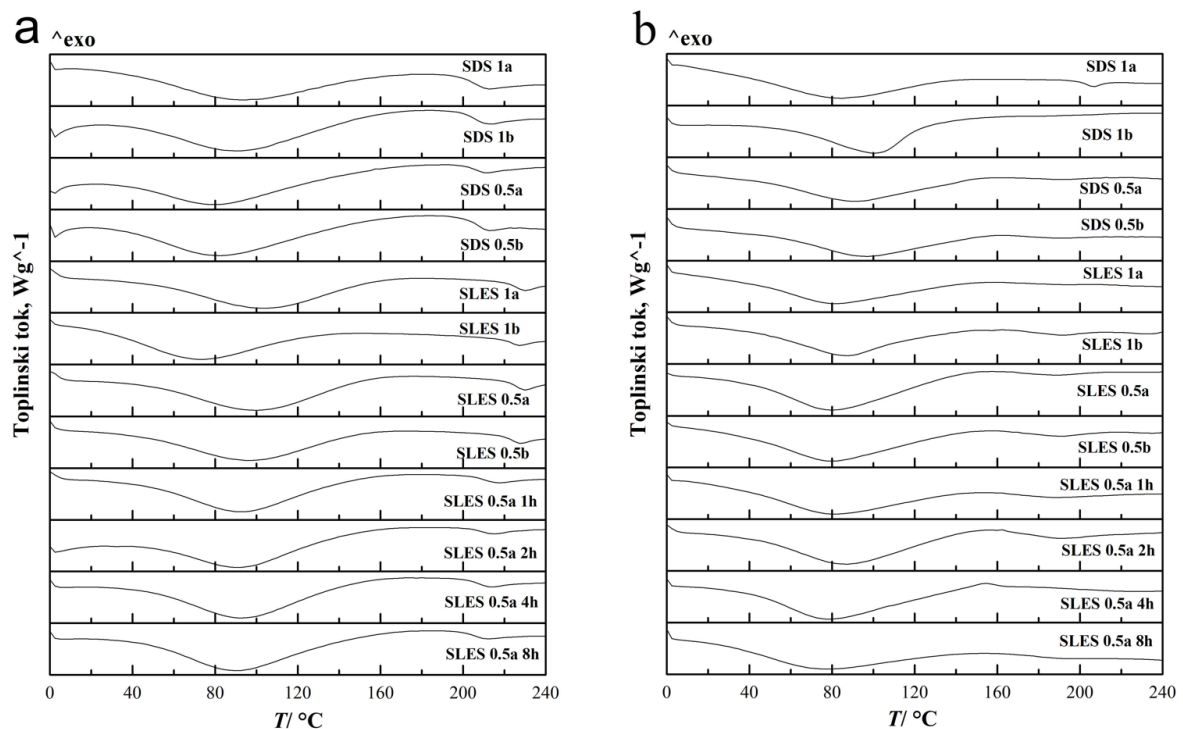 a
^exo
SDS 1a
SDS 1b
SDS 0.5a
SDS 0.5b
SLES 1a
SLES 1b
SLES 0.5a
SLES 0.5b
SLES 0.5a 1h
SLES 0.5a 2h
SLES 0.5a 4h
SLES 0.5a 8h
Toplinski tok, Wg^-1
0 40 80 120 160 200 240
T/ °C
b
^exo
SDS 1a
SDS 1b
SDS 0.5a
SDS 0.5b
SLES 1a
SLES 1b
SLES 0.5a
SLES 0.5b
SLES 0.5a 1h
SLES 0.5a 2h
SLES 0.5a 4h
SLES 0.5a 8h
Toplinski tok, Wg^-1
0 40 80 120 160 200 240
T/ °C